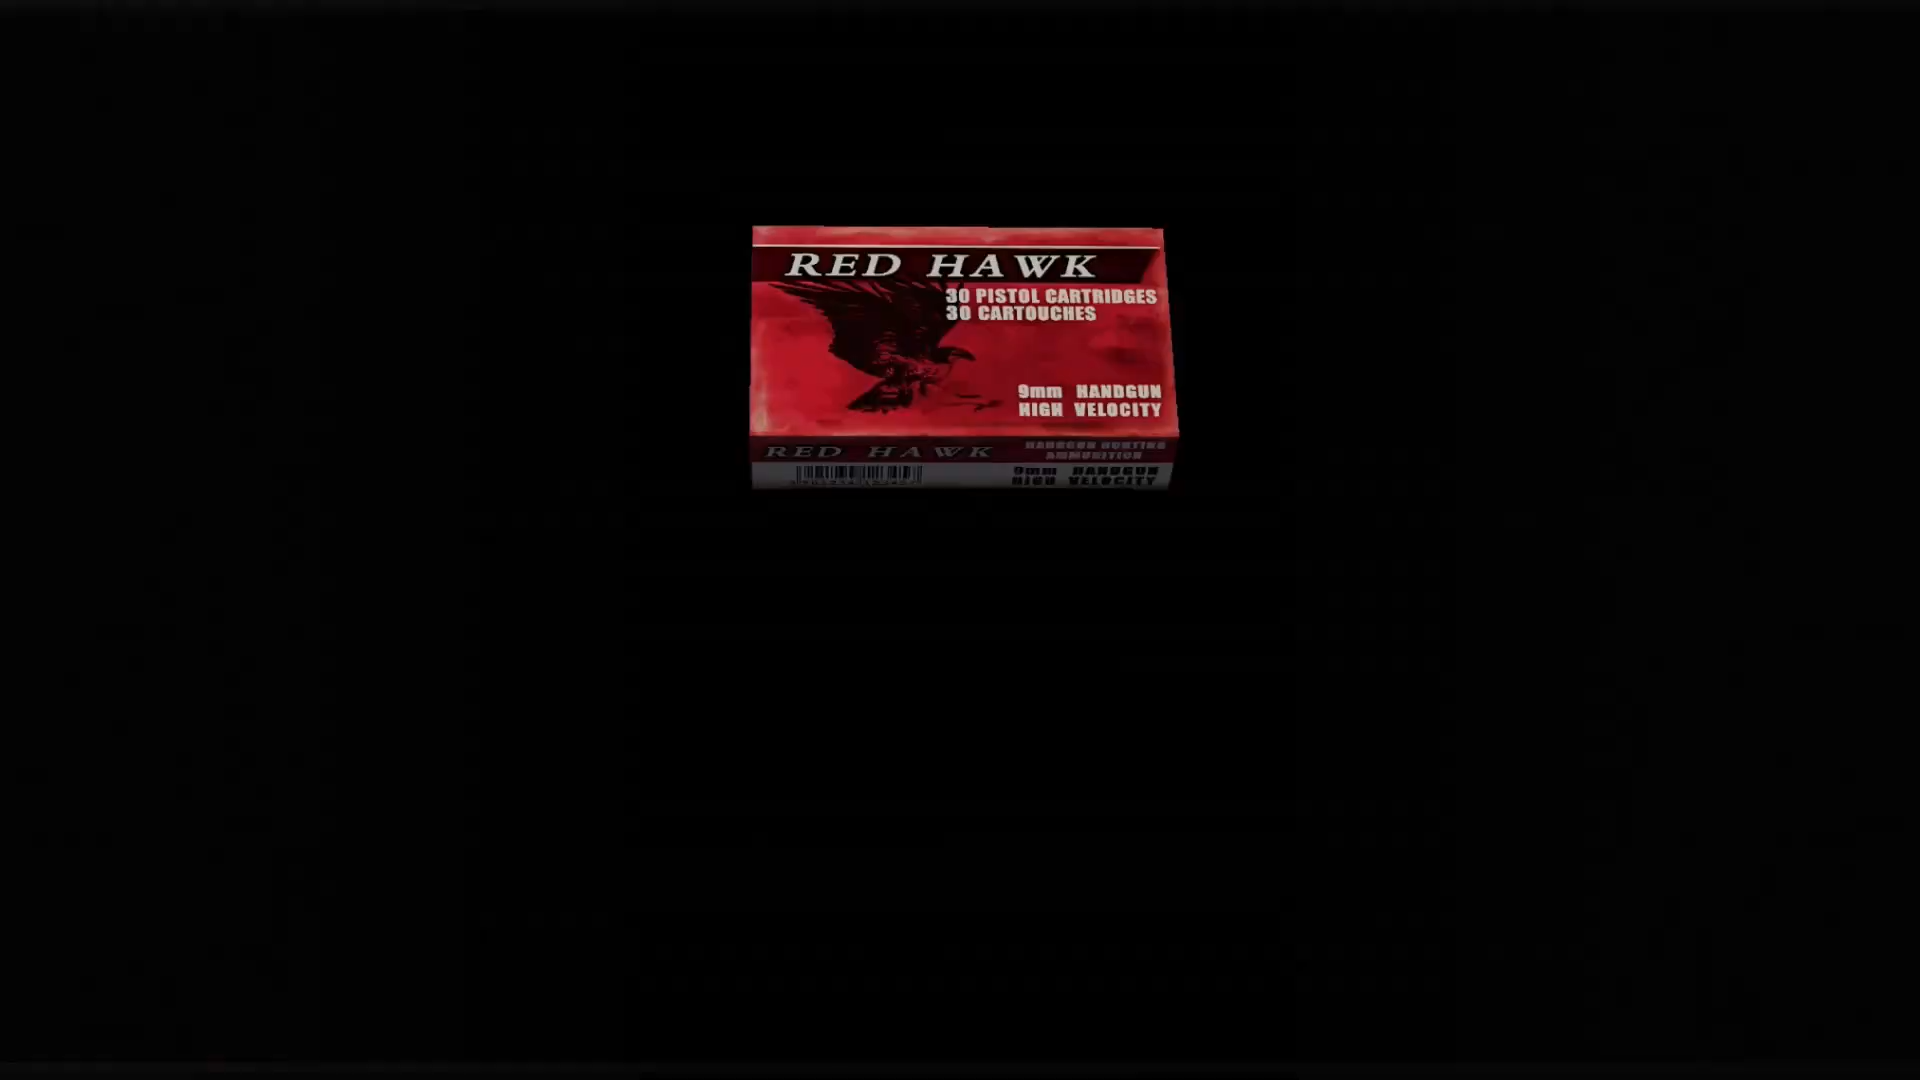 RED HAWK
30 PISTOL CARTRIDGES
30 CARTOUCHES
9mm HANDGUN
HIGH VELOCITY
RED HAWK
HANDGUN HUNTING
AMMUNITION
9mm HANDGUN
HIGH VELOCITY